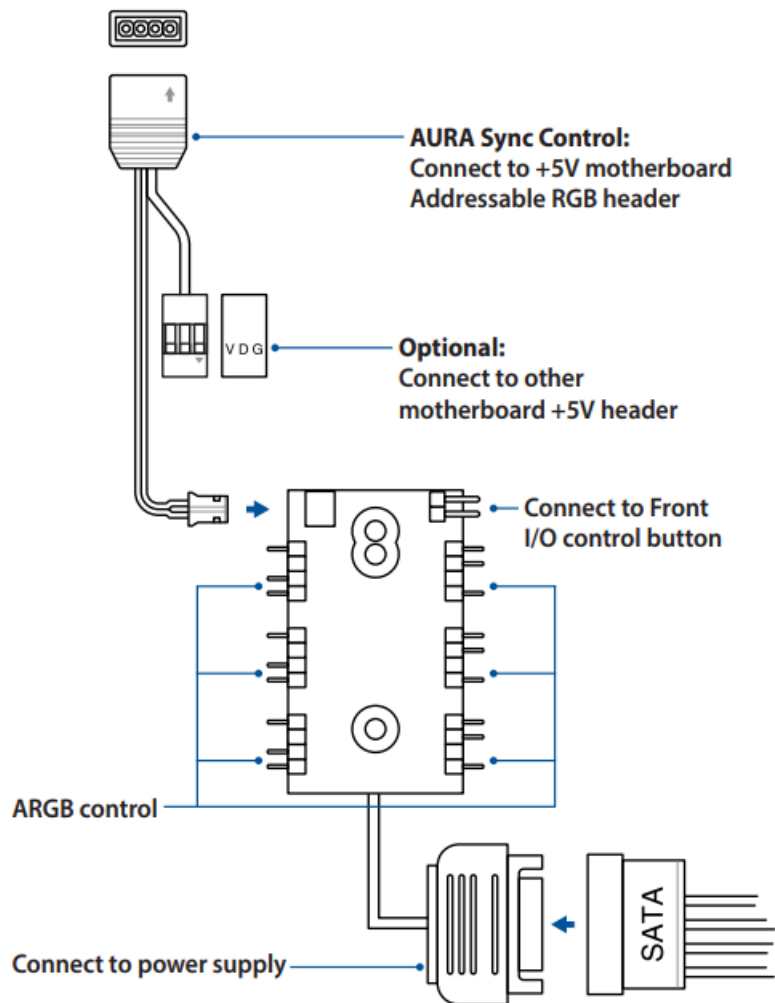 AURA Sync Control:
Connect to +5V motherboard
Addressable RGB header
V D G
Optional:
Connect to other
motherboard +5V header
Connect to Front
I/O control button
ARGB control
SATA
Connect to power supply